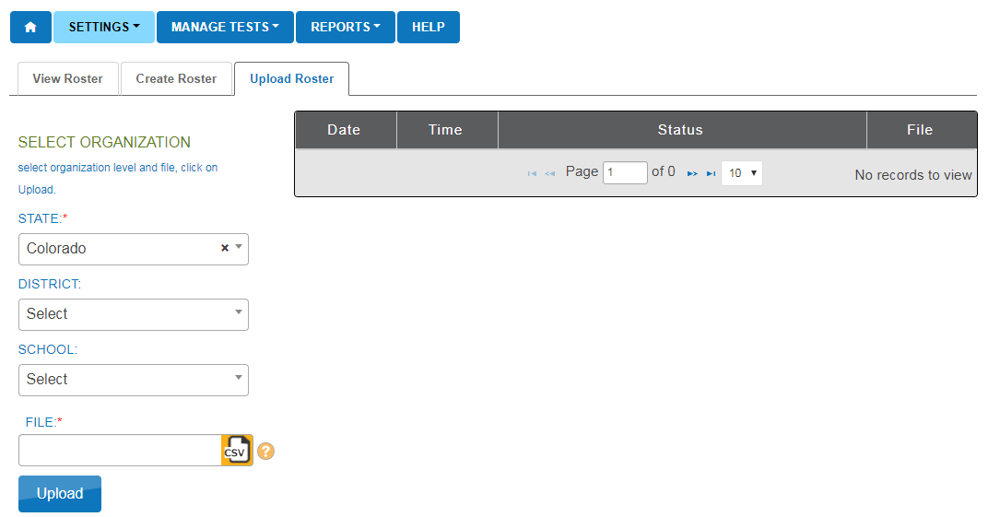 SETTINGS MANAGE TESTS REPORTS HELP
View Roster Create Roster Upload Roster
Date Time Status File
Page 1 of 0 10 No records to view
SELECT ORGANIZATION
select organization level and file, click on
Upload.
STATE:*
Colorado ×
DISTRICT:
Select
SCHOOL:
Select
FILE:*
CSV ?
Upload